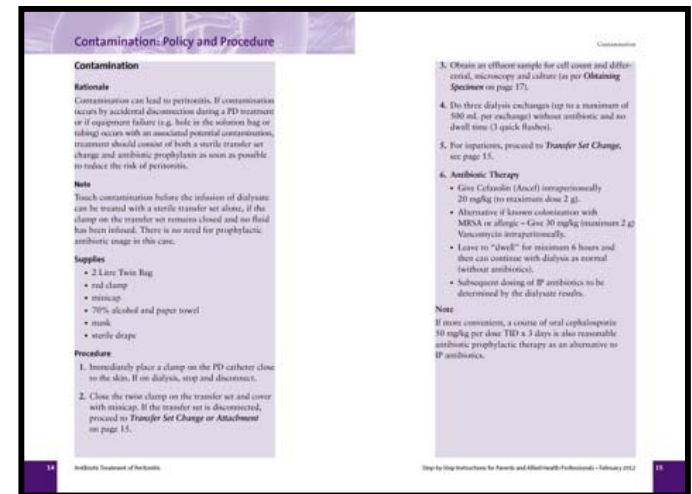 Contamination: Policy and Procedure
Contamination
Rationale
Contamination can lead to peritonitis. If contamination
occurs by accidental disconnection during a PD treatment
or if equipment failure (e.g. hole in the solution bag or
tubing) occurs with an associated potential contamination,
treatment should consist of both a sterile transfer set
change and antibiotic prophylaxis as soon as possible
to reduce the risk of peritonitis.
Note
Touch contamination before the infusion of dialysate
can be treated with a sterile transfer set alone, if the
clamp on the transfer set remains closed and no fluid
has been infused. There is no need for prophylactic
antibiotic usage in this case.
Supplies
• 2 Litre Twin Bag
• red clamp
• minicap
• 70% alcohol and paper towel
• mask
• sterile drape
Procedure
1. Immediately place a clamp on the PD catheter close
to the skin. If on dialysis, stop and disconnect.
2. Close the twist clamp on the transfer set and cover
with minicap. If the transfer set is disconnected,
proceed to Transfer Set Change or Attachment
on page 15.
14
Antibiotic Treatment of Peritonitis
Contamination
3. Obtain an effluent sample for cell count and differ-
ential, microscopy and culture (as per Obtaining
Specimen on page 17).
4. Do three dialysis exchanges (up to a maximum of
500 mL per exchange) without antibiotic and no
dwell time (3 quick flushes).
5. For inpatients, proceed to Transfer Set Change,
see page 15.
6. Antibiotic Therapy
• Give Cefazolin (Ancef) intraperitoneally
20 mg/kg (to maximum dose 2 g).
• Alternative if known colonization with
MRSA or allergic – Give 30 mg/kg (maximum 2 g)
Vancomycin intraperitoneally.
• Leave to "dwell" for minimum 6 hours and
then can continue with dialysis as normal
(without antibiotics).
• Subsequent dosing of IP antibiotics to be
determined by the dialysate results.
Note
If more convenient, a course of oral cephalosporin
50 mg/kg per dose TID x 3 days is also reasonable
antibiotic prophylactic therapy as an alternative to
IP antibiotics.
Step-by-Step Instructions for Parents and Allied Health Professionals – February 2012
15